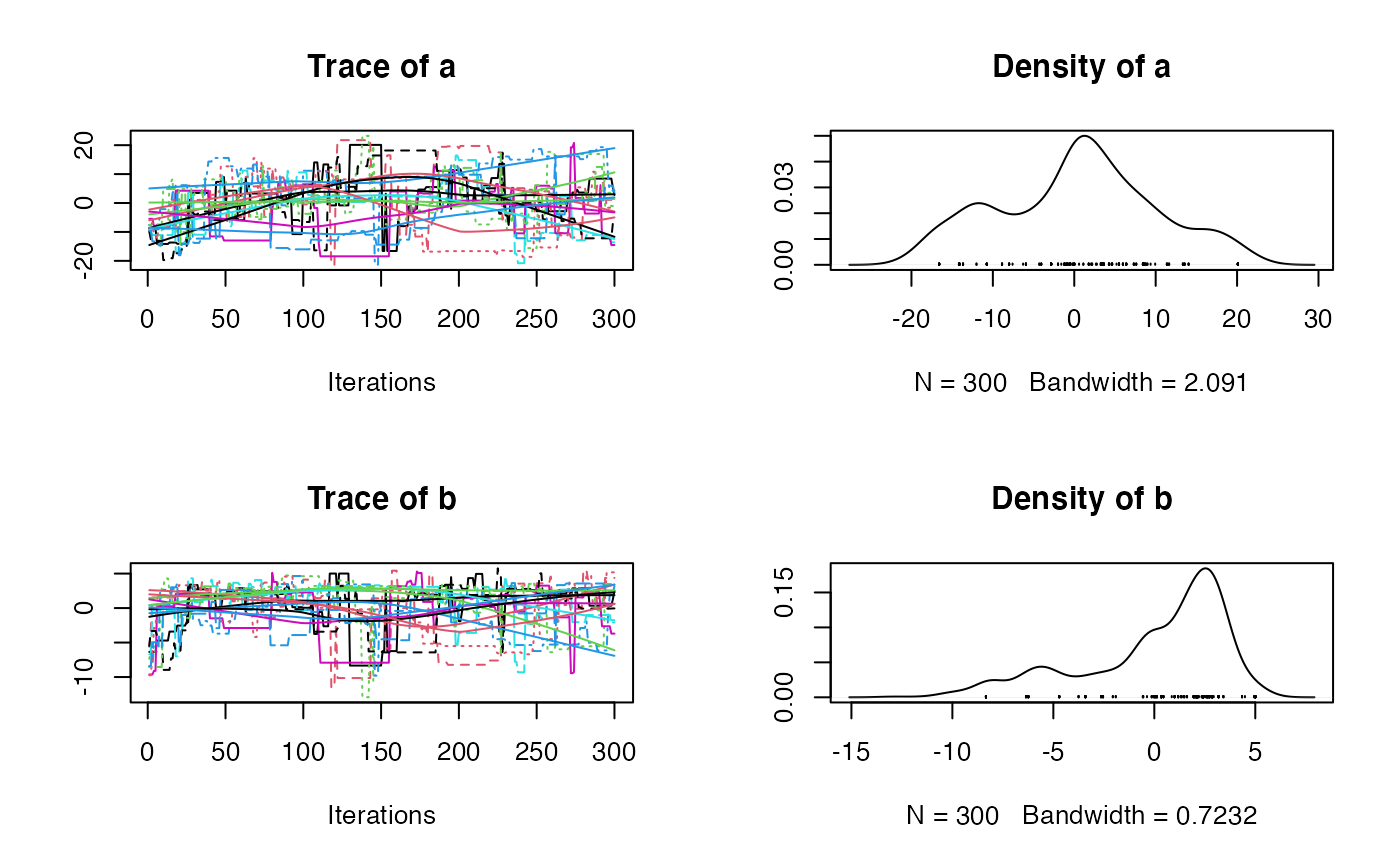 Trace of a
20
0
-20
0 50 100 150 200 250 300
Iterations
Density of a
0.03
0.00
-20 -10 0 10 20 30
N = 300 Bandwidth = 2.091
Trace of b
0
-10
0 50 100 150 200 250 300
Iterations
Density of b
0.15
0.00
-15 -10 -5 0 5
N = 300 Bandwidth = 0.7232